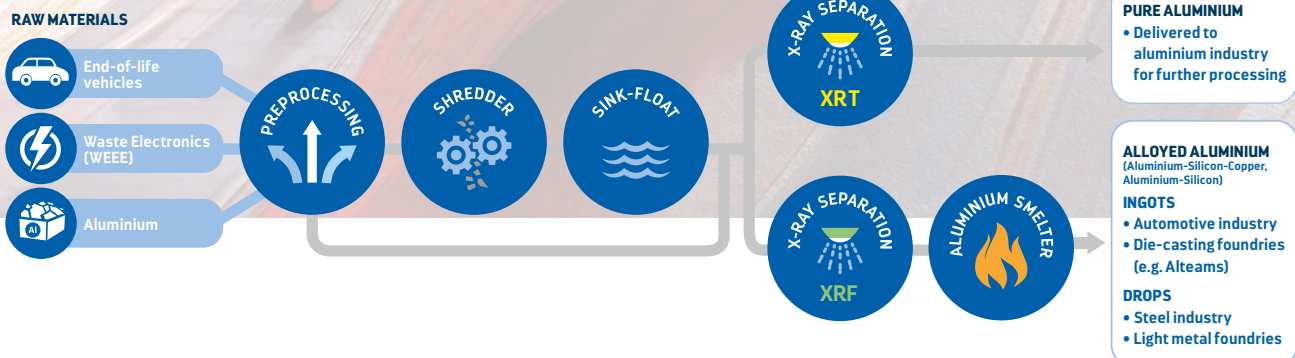 RAW MATERIALS
End-of-life
vehicles
Waste Electronics
(WEEE)
Al
Aluminium
PREPROCESSING
SHREDDER
SINK-FLOAT
X-RAY SEPARATION
XRT
X-RAY SEPARATION
XRF
ALUMINIUM SMELTER
PURE ALUMINIUM
• Delivered to
aluminium industry
for further processing
ALLOYED ALUMINIUM
(Aluminium-Silicon-Copper,
Aluminium-Silicon)
INGOTS
• Automotive industry
• Die-casting foundries
(e.g. Alteams)
DROPS
• Steel industry
• Light metal foundries